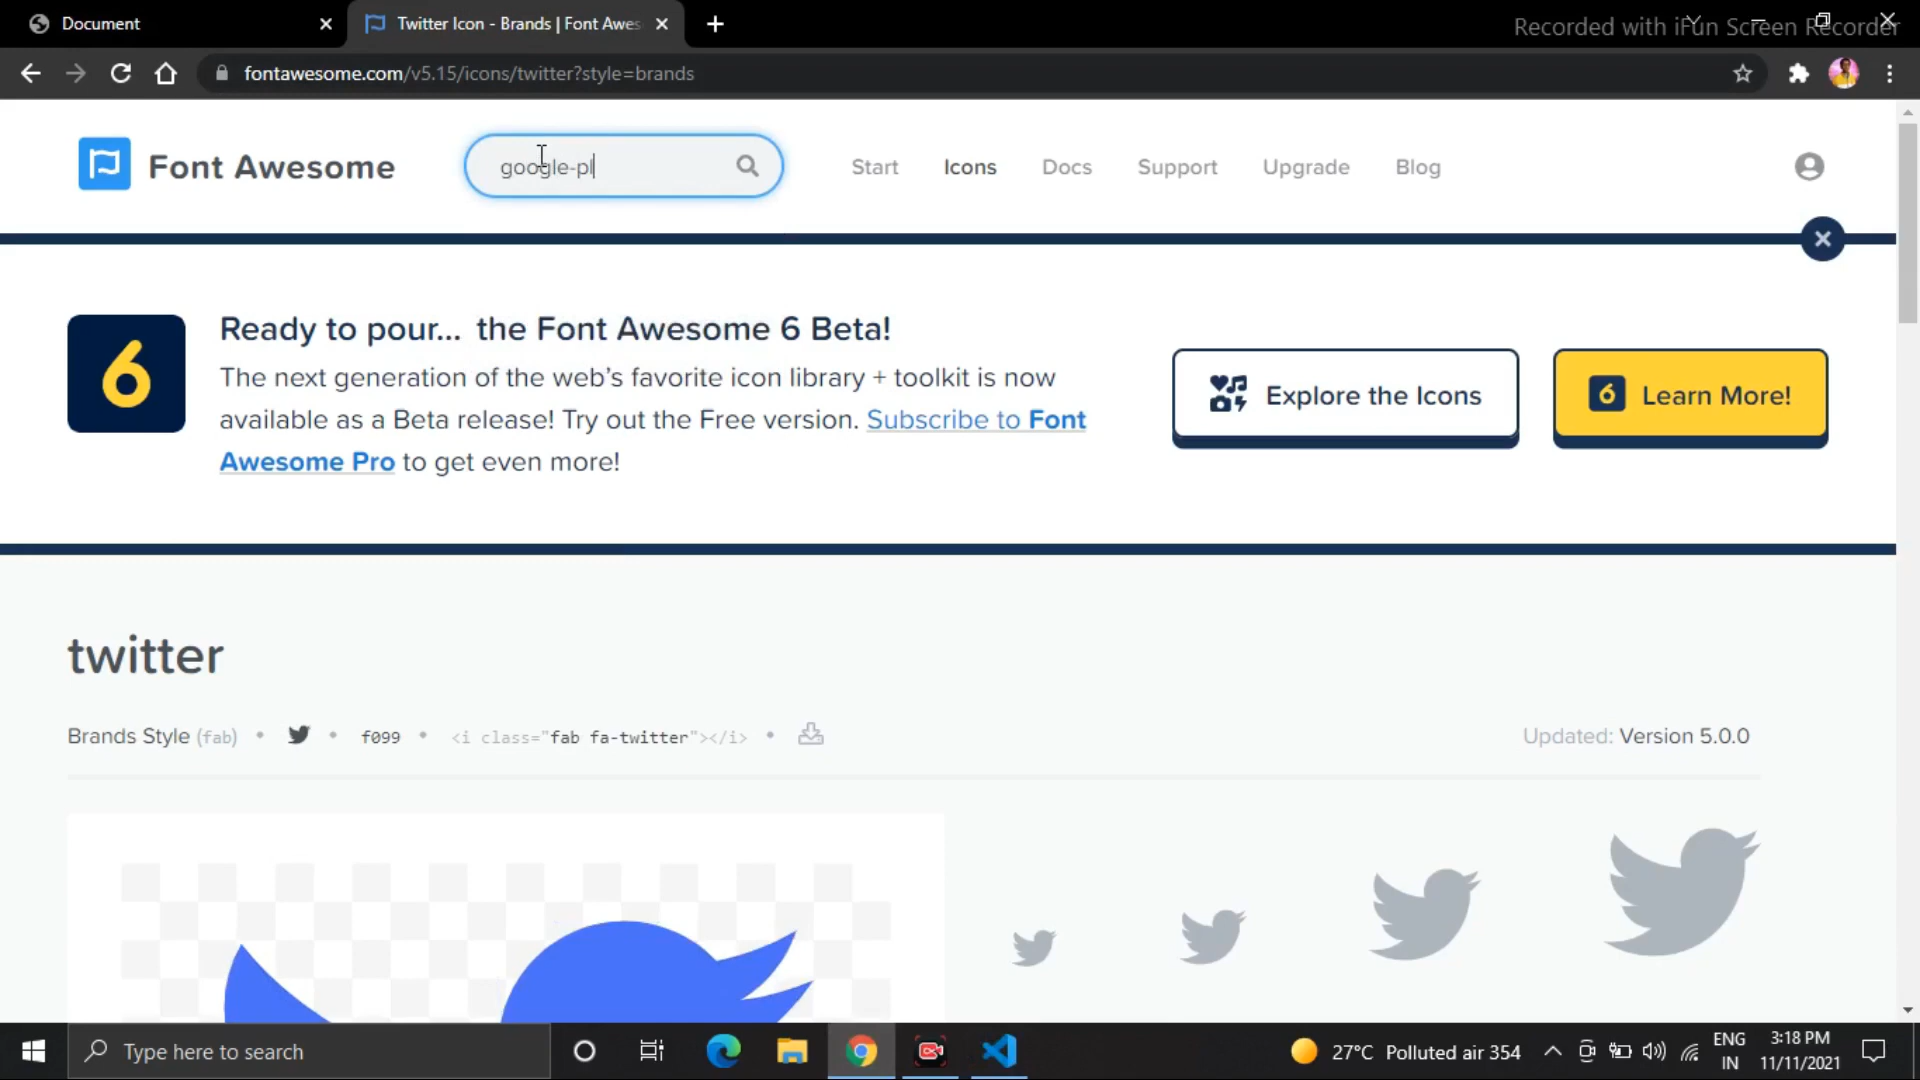 Document
Twitter Icon - Brands | Font Awes
Recorded with iFun Screen Recorder
fontawesome.com/v5.15/icons/twitter?style=brands
Font Awesome
google-pl
Start
Icons
Docs
Support
Upgrade
Blog
6
Ready to pour... the Font Awesome 6 Beta!
The next generation of the web's favorite icon library + toolkit is now
available as a Beta release! Try out the Free version. Subscribe to Font
Awesome Pro to get even more!
Explore the Icons
6 Learn More!
twitter
Brands Style (fab) • • f099 • <i class="fab fa-twitter"></i> •
Updated: Version 5.0.0
Type here to search
27°C Polluted air 354
ENG
IN
3:18 PM
11/11/2021